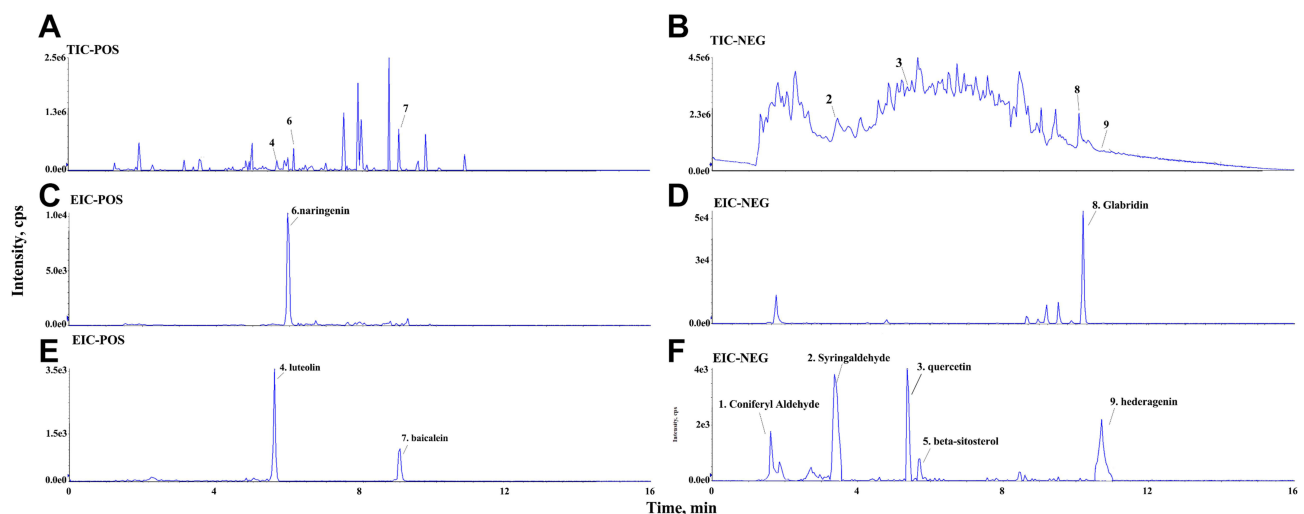 A
TIC-POS
2.5e6
1.3e6
0.0e0
4
6
7
B
TIC-NEG
4.5e6
2.3e6
0.0e0
2
3
8
9
C
EIC-POS
1.0e4
5.0e3
0.0e0
6.naringenin
D
EIC-NEG
5e4
3e4
0.0e0
8. Glabridin
E
EIC-POS
3.5e3
1.5e3
0.0e0
4. luteolin
7. baicalein
0 4 8 12 16
F
EIC-NEG
4e3
2e3
0.0e0
Intensity, cps
1. Coniferyl Aldehyde
2. Syringaldehyde
3. quercetin
5. beta-sitosterol
9. hederagenin
0 4 8 12 16
Intensity, cps
Time, min